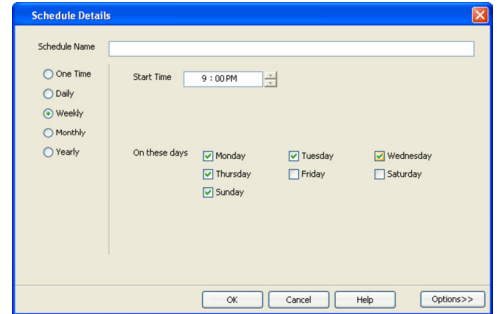 Schedule Details
Schedule Name
One Time
Start Time
9 : 00 PM
Daily
Weekly
Monthly
Yearly
On these days
Monday
Tuesday
Wednesday
Thursday
Friday
Saturday
Sunday
OK
Cancel
Help
Options>>